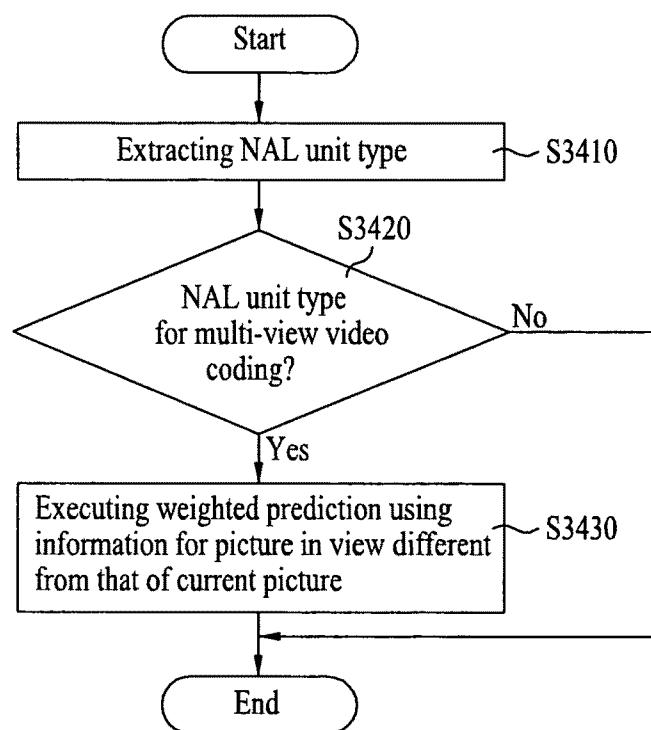 Start
Extracting NAL unit type
S3410
S3420
NAL unit type
for multi-view video
coding?
No
Yes
Executing weighted prediction using
information for picture in view different
from that of current picture
S3430
End